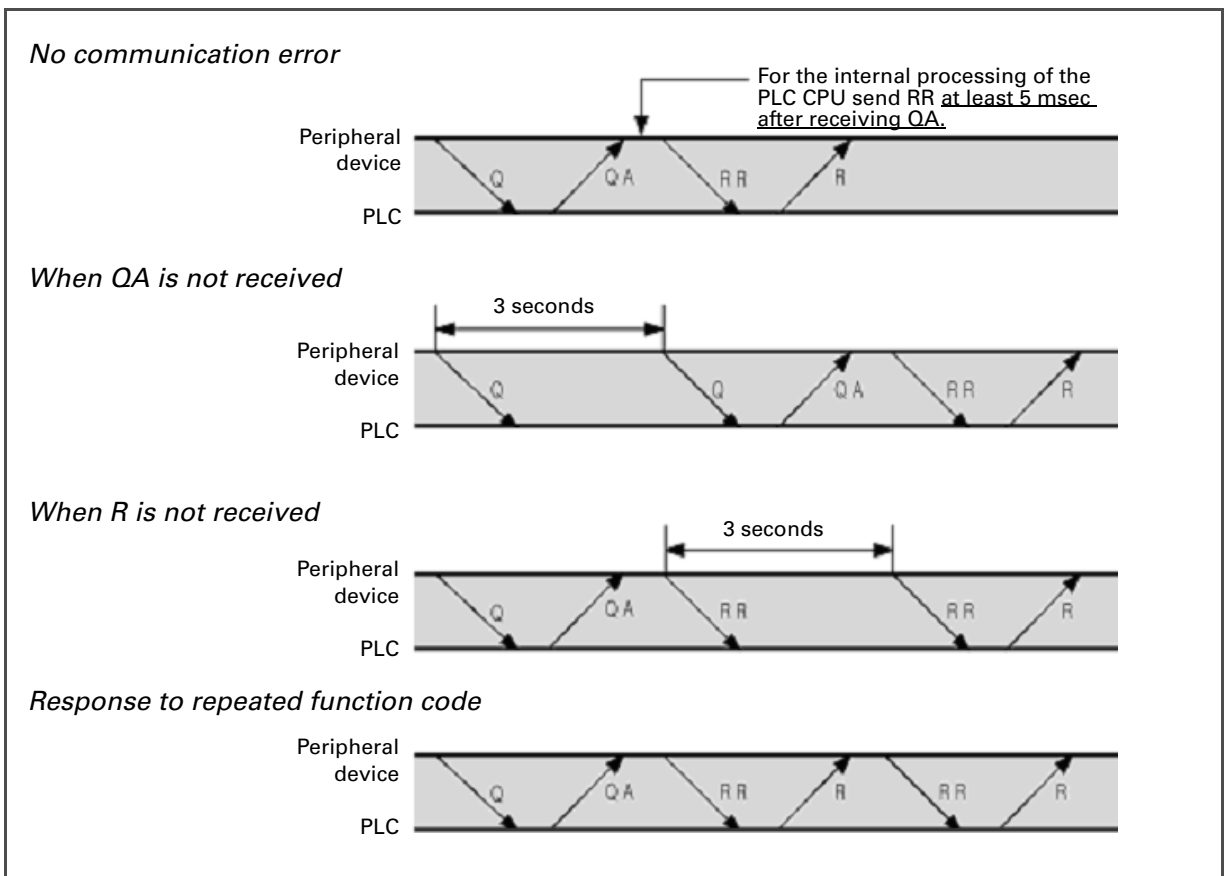 No communication error
For the internal processing of the
PLC CPU send RR at least 5 msec
after receiving QA.
Peripheral
device
Q
QA
RR
R
PLC
When QA is not received
3 seconds
Peripheral
device
Q
Q
QA
RR
R
PLC
When R is not received
3 seconds
Peripheral
device
Q
QA
RR
RR
R
PLC
Response to repeated function code
Peripheral
device
Q
QA
RR
R
RR
R
PLC